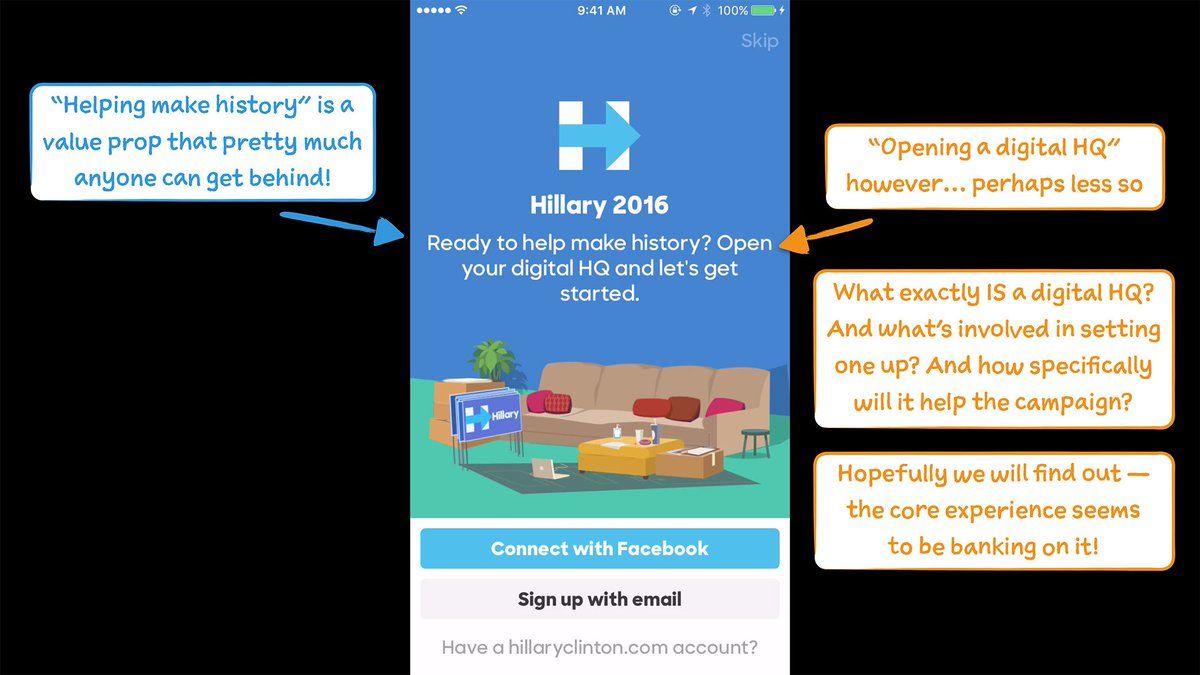 9:41 AM
100%
Skip
H
Hillary 2016
Ready to help make history? Open
your digital HQ and let's get
started.
Hillary
Connect with Facebook
Sign up with email
Have a hillaryclinton.com account?
“Helping make history” is a
value prop that pretty much
anyone can get behind!
“Opening a digital HQ”
however... perhaps less so
What exactly IS a digital HQ?
And what's involved in setting
one up? And how specifically
will it help the campaign?
Hopefully we will find out —
the core experience seems
to be banking on it!